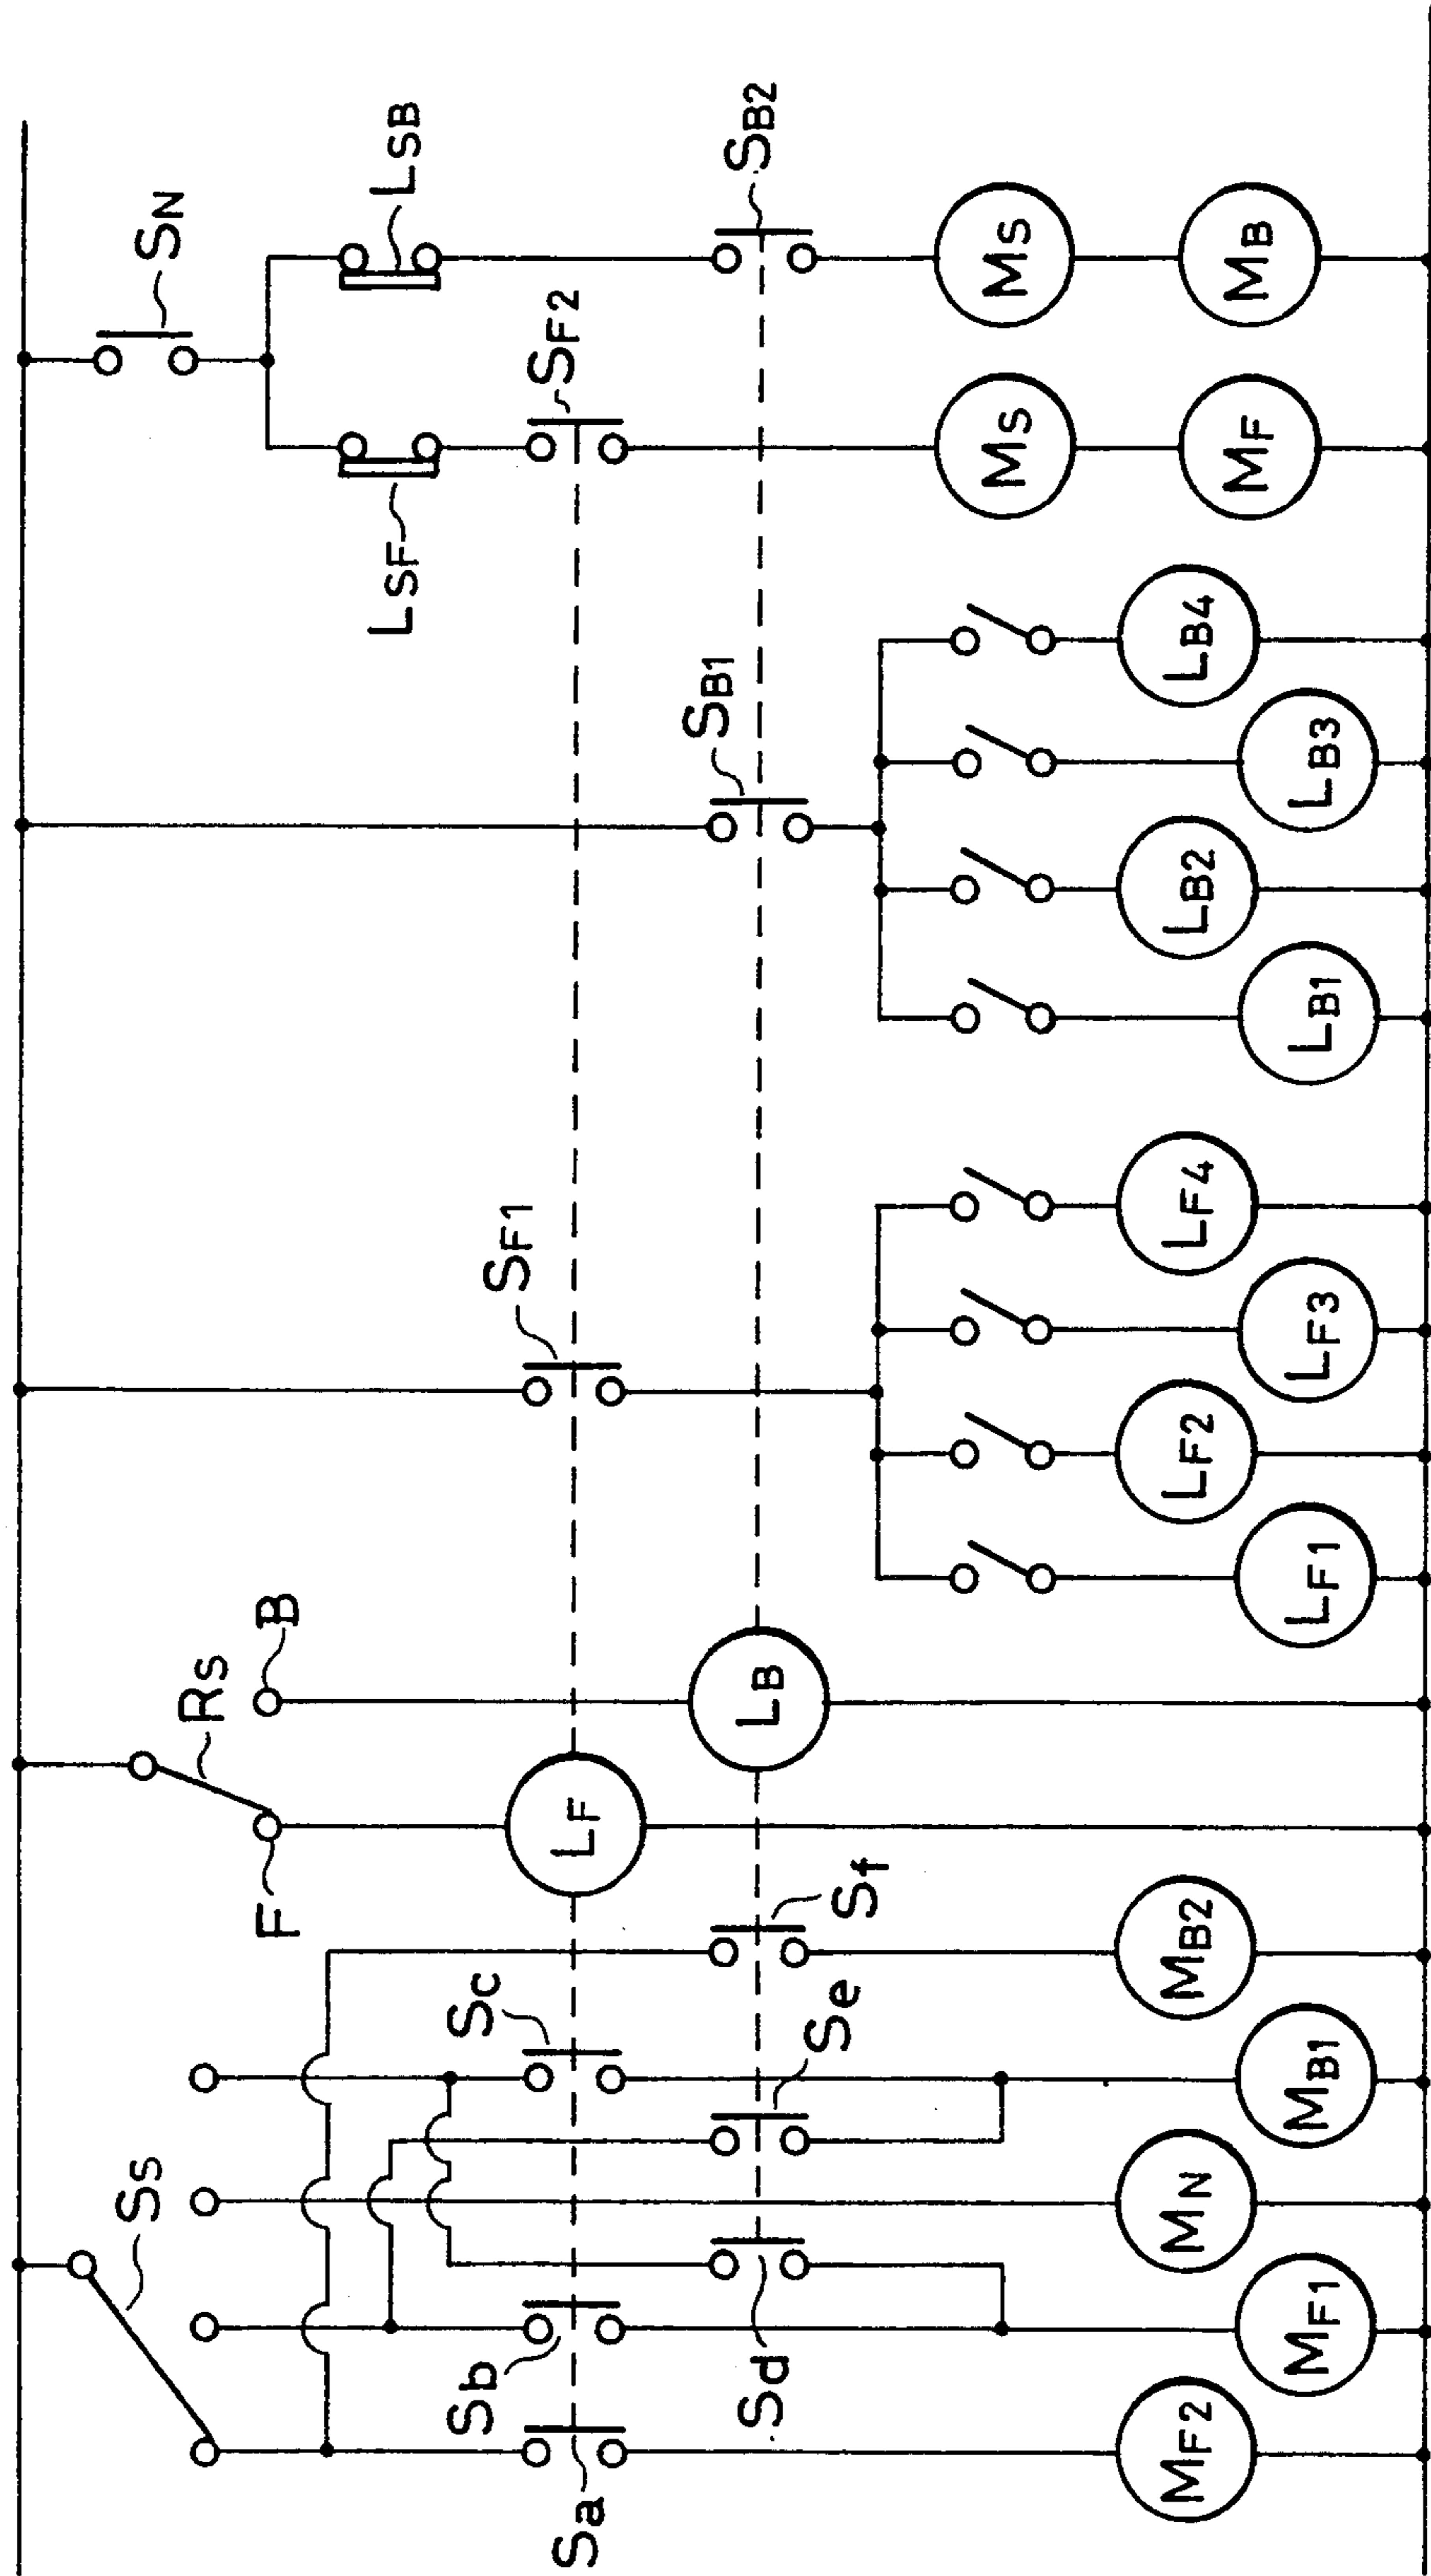 SN
LSB
SB2
SF2
LSF
MS
MB
MS
MF
SB1
LB4
LB3
LB2
LB1
SF1
LF4
LF3
LF2
LF1
B
RS
LB
F
LF
Sf
Sc
Se
MB2
MB1
SS
MN
Sb
Sd
MF1
Sa
MF2